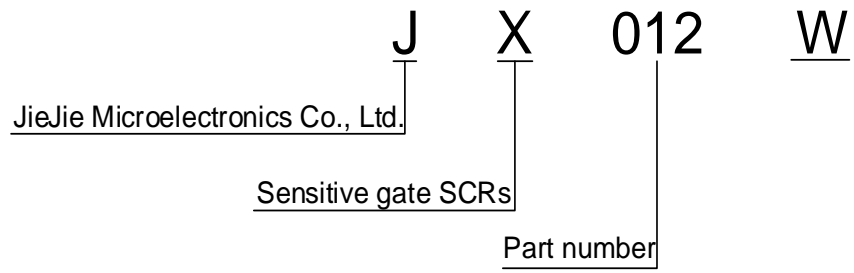 J X 012 W
JieJie Microelectronics Co., Ltd.
Sensitive gate SCRs
Part number